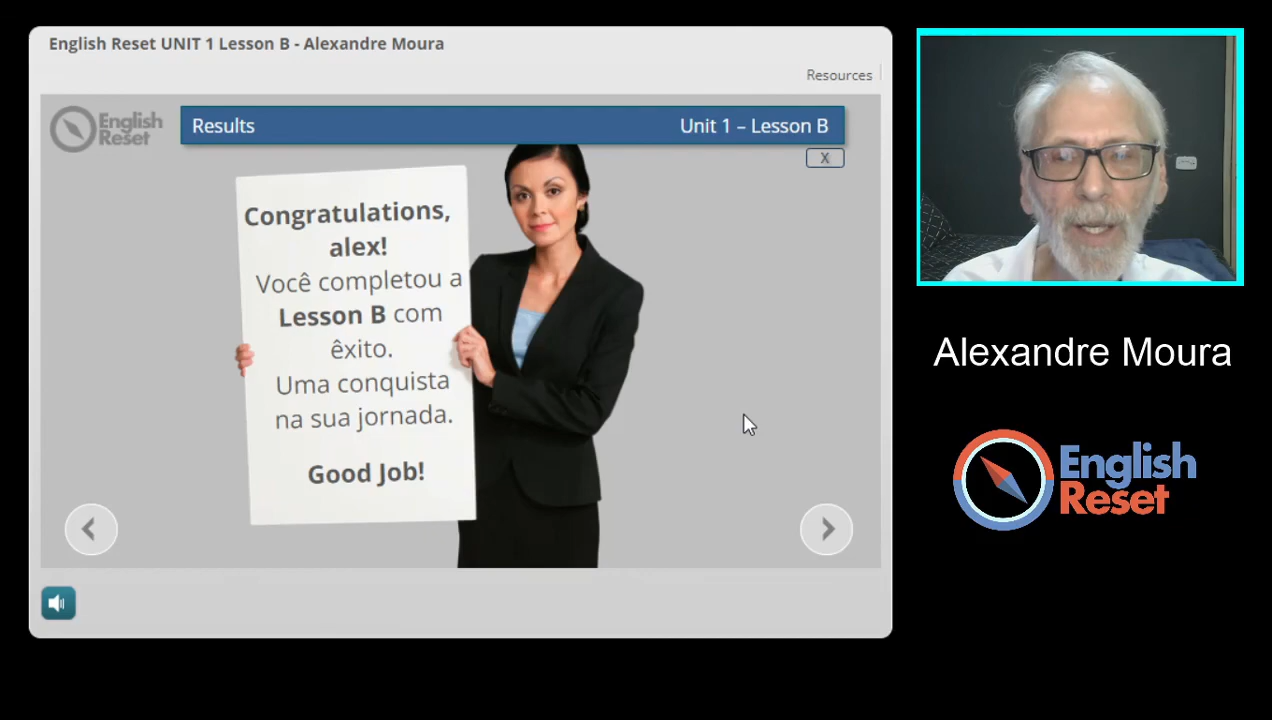 English Reset UNIT 1 Lesson B - Alexandre Moura
Resources
English
Reset
Results
Unit 1 – Lesson B
X
Congratulations,
alex!
Você completou a
Lesson B com
êxito.
Uma conquista
na sua jornada.
Good Job!
Alexandre Moura
English
Reset